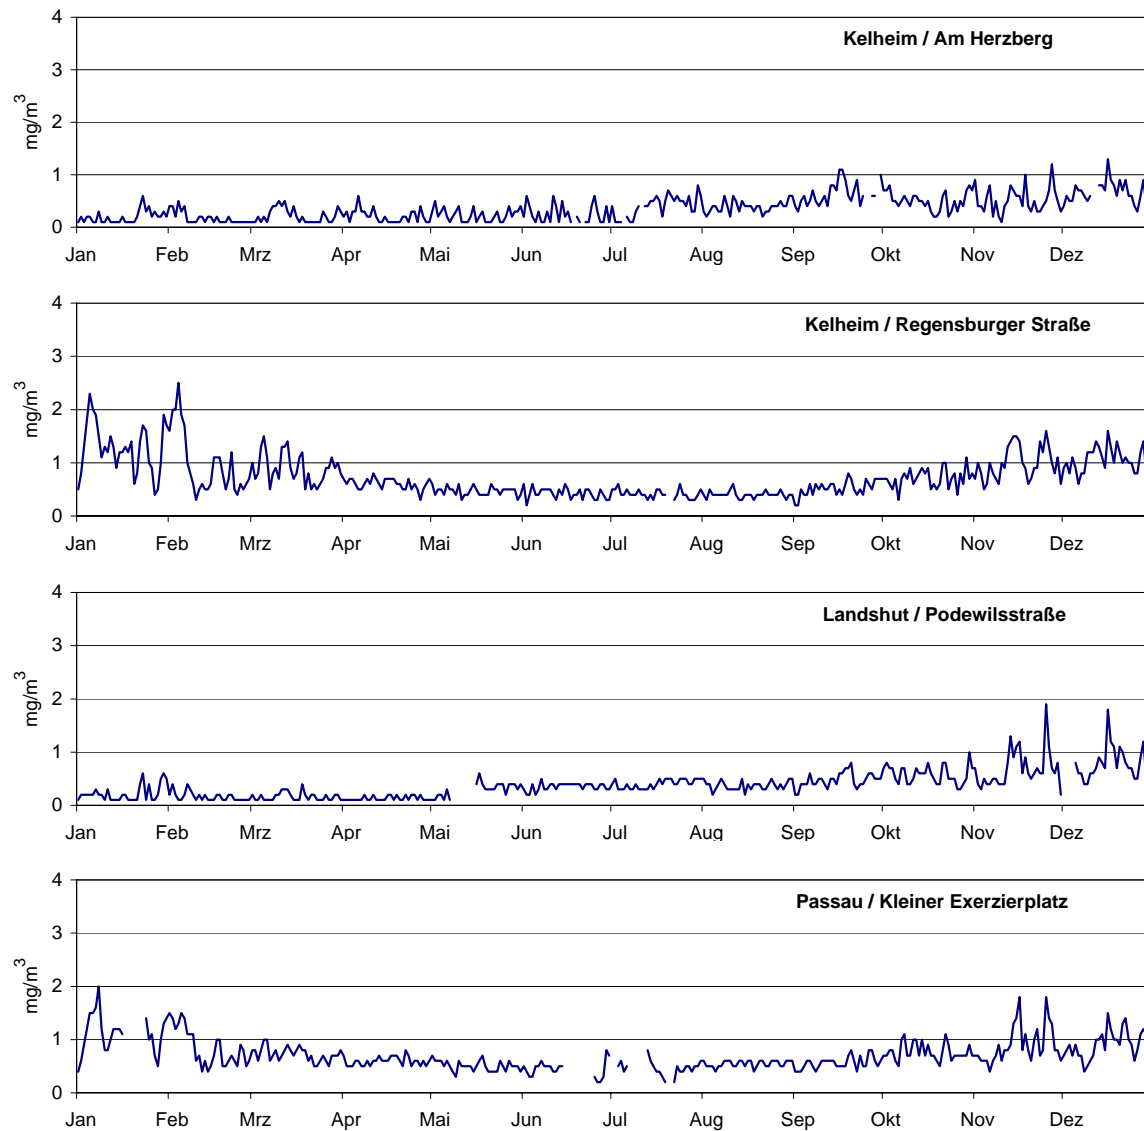 Kelheim / Am Herzberg
mg/m³
4
3
2
1
0
Jan Feb Mrz Apr Mai Jun Jul Aug Sep Okt Nov Dez
Kelheim / Regensburger Straße
mg/m³
4
3
2
1
0
Jan Feb Mrz Apr Mai Jun Jul Aug Sep Okt Nov Dez
Landshut / Podewilsstraße
mg/m³
4
3
2
1
0
Jan Feb Mrz Apr Mai Jun Jul Aug Sep Okt Nov Dez
Passau / Kleiner Exerzierplatz
mg/m³
4
3
2
1
0
Jan Feb Mrz Apr Mai Jun Jul Aug Sep Okt Nov Dez